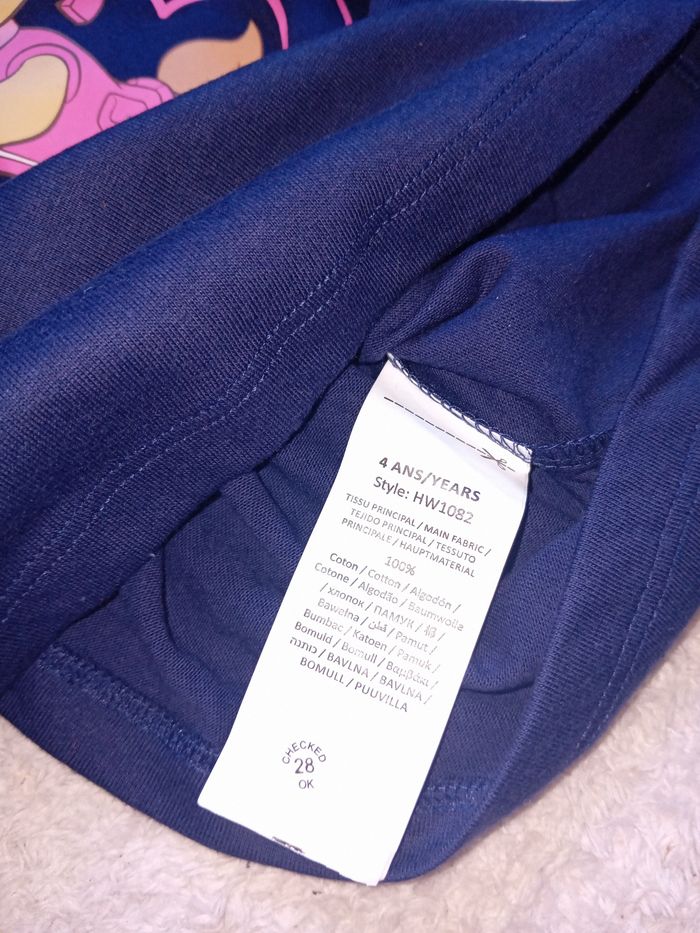 4 ANS/YEARS
Style: HW1082
TISSU PRINCIPAL / MAIN FABRIC /
TEJIDO PRINCIPAL / TESSUTO
PRINCIPALE / HAUPTMATERIAL
100%
Coton / Cotton / Algodón /
Cotone / Algodão / Baumwolle
/ хлопок / ПАМУК / 棉 /
Bawełna / قطن / Pamut /
Bumbac / Katoen / Pamuk /
Bomuld / Bomull / Βαμβάκι /
כותנה / BAVLNA / BAVLNA /
BOMULL / PUUVILLA
CHECKED
28
OK